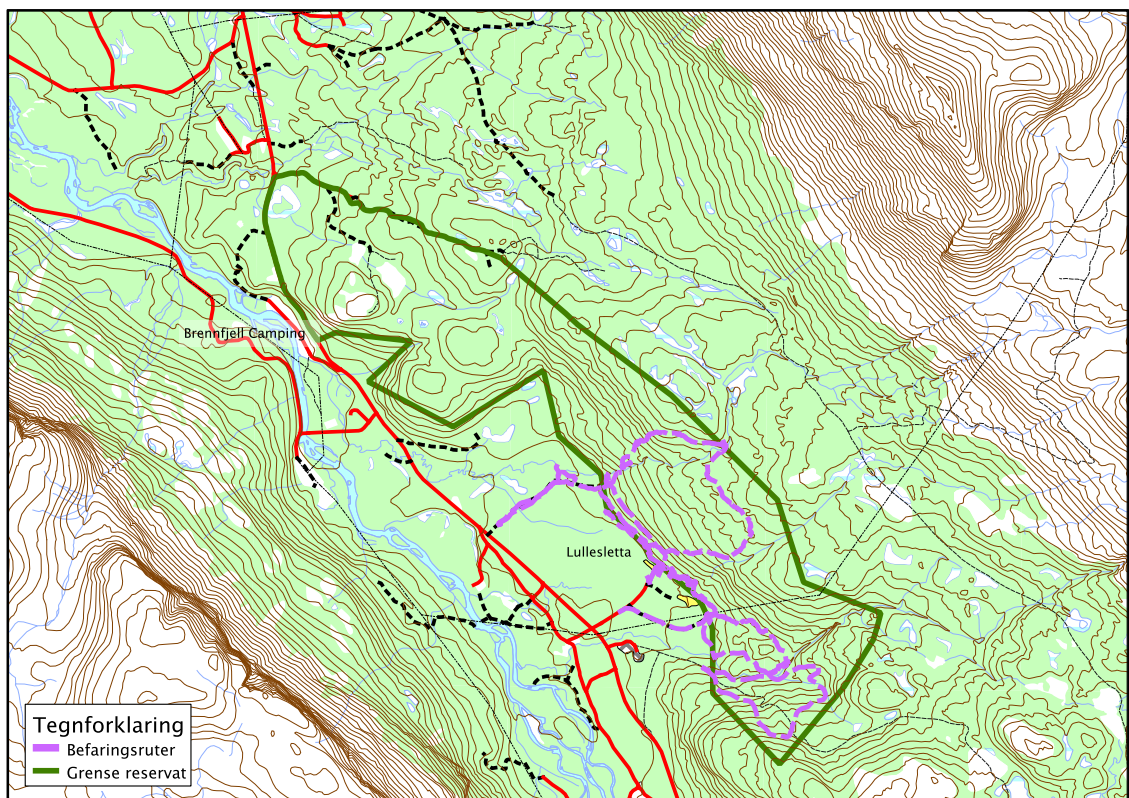 Brennfjell Camping
Lullesletta
Tegnforklaring
Befaringsruter
Grense reservat